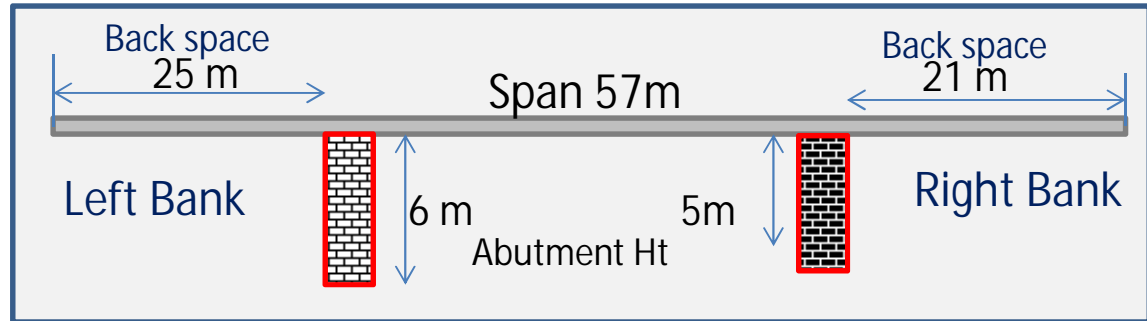 Back space
25 m
Span 57m
Back space
21 m
Left Bank
6 m
Abutment Ht
5m
Right Bank